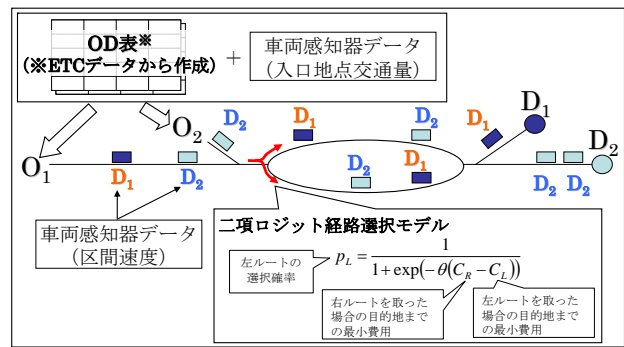 OD表※
(※ETCデータから作成)
+
車両感知器データ
(入口地点交通量)
O₁
O₂
D₁
D₂
D₂
D₁
D₂
D₂
D₁
D₁
D₁
D₂
D₂
D₂
車両感知器データ
(区間速度)
二項ロジット経路選択モデル
左ルートの
選択確率
p_L = 1 / 1 + exp(−θ(C_R − C_L))
右ルートを取った
場合の目的地まで
の最小費用
左ルートを取った
場合の目的地まで
の最小費用